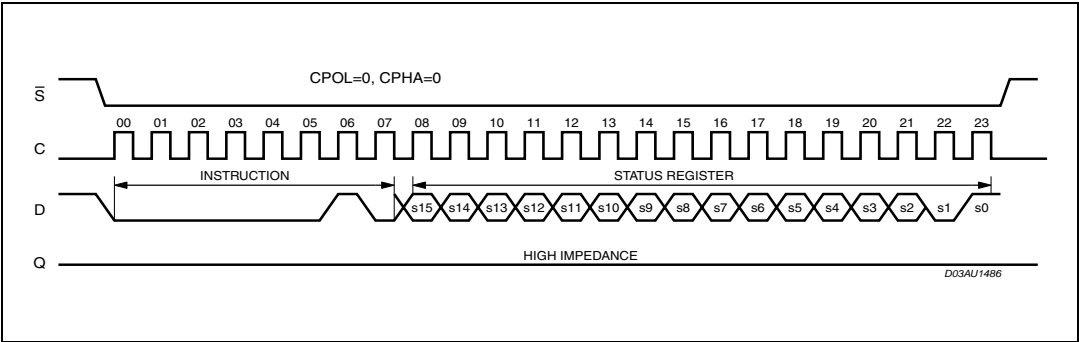 CPOL=0, CPHA=0
S̅
00 01 02 03 04 05 06 07 08 09 10 11 12 13 14 15 16 17 18 19 20 21 22 23
C
INSTRUCTION STATUS REGISTER
D s15 s14 s13 s12 s11 s10 s9 s8 s7 s6 s5 s4 s3 s2 s1 s0
HIGH IMPEDANCE
Q
D03AU1486